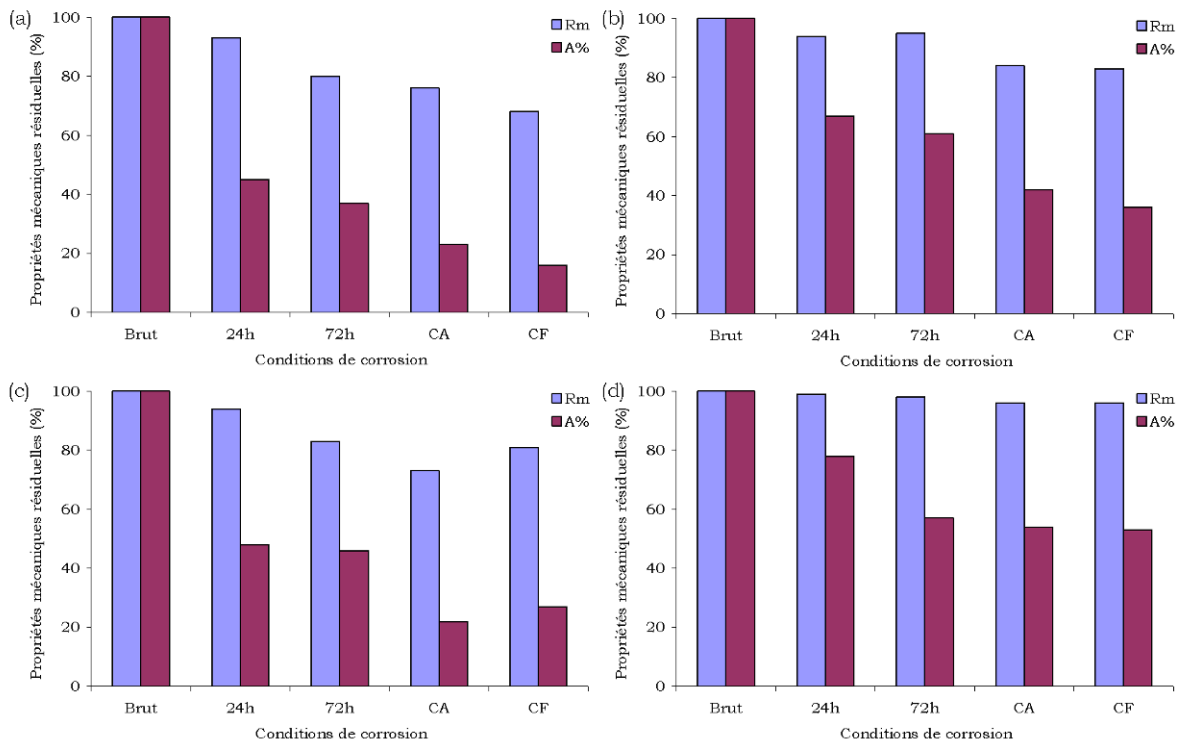 (a)
Propriétés mécaniques résiduelles (%)
100
80
60
40
20
0
Rm
A%
Brut 24h 72h CA CF
Conditions de corrosion
(b)
Propriétés mécaniques résiduelles (%)
100
80
60
40
20
0
Rm
A%
Brut 24h 72h CA CF
Conditions de corrosion
(c)
Propriétés mécaniques résiduelles (%)
100
80
60
40
20
0
Rm
A%
Brut 24h 72h CA CF
Conditions de corrosion
(d)
Propriétés mécaniques résiduelles (%)
100
80
60
40
20
0
Rm
A%
Brut 24h 72h CA CF
Conditions de corrosion